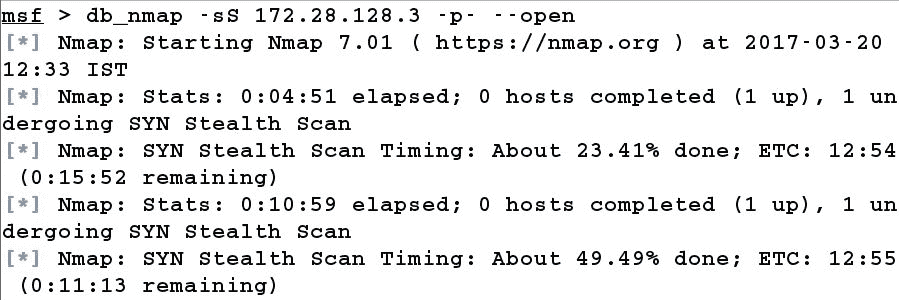 msf > db_nmap -sS 172.28.128.3 -p- --open
[*] Nmap: Starting Nmap 7.01 ( https://nmap.org ) at 2017-03-20
12:33 IST
[*] Nmap: Stats: 0:04:51 elapsed; 0 hosts completed (1 up), 1 un
dergoing SYN Stealth Scan
[*] Nmap: SYN Stealth Scan Timing: About 23.41% done; ETC: 12:54
 (0:15:52 remaining)
[*] Nmap: Stats: 0:10:59 elapsed; 0 hosts completed (1 up), 1 un
dergoing SYN Stealth Scan
[*] Nmap: SYN Stealth Scan Timing: About 49.49% done; ETC: 12:55
 (0:11:13 remaining)